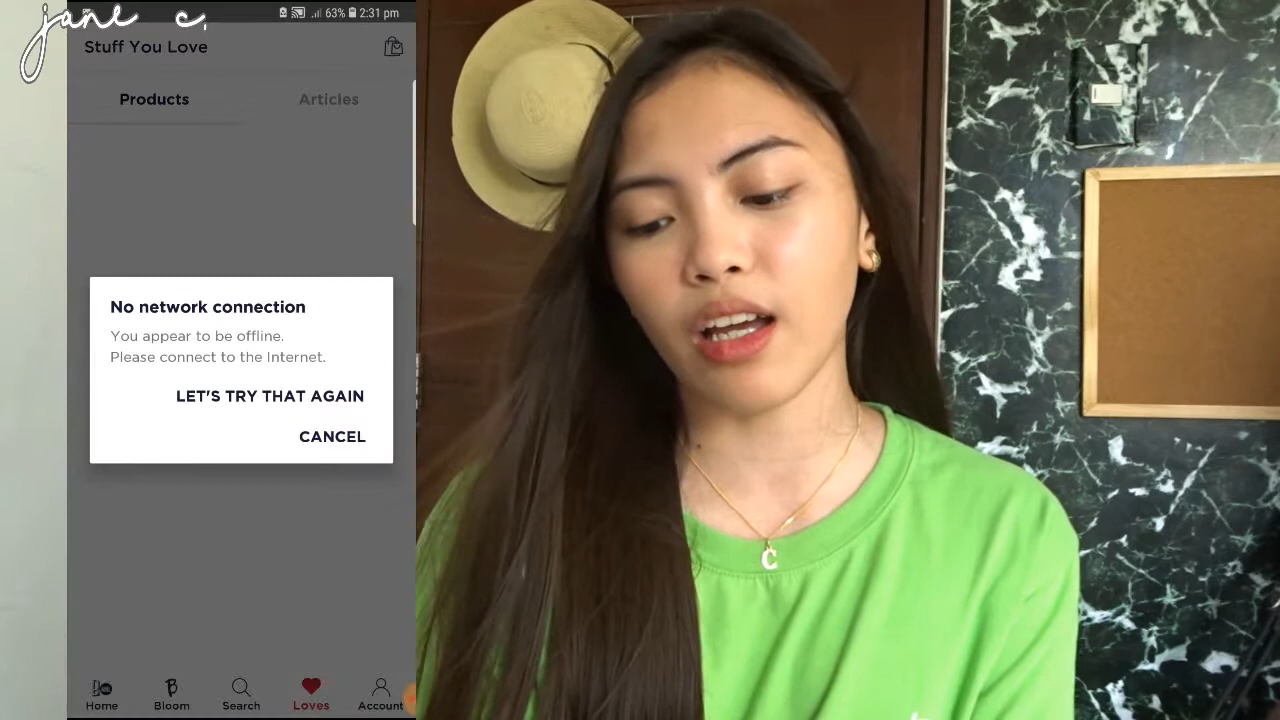 jane c.
63% 2:31 pm
Stuff You Love
Products
Articles
No network connection
You appear to be offline.
Please connect to the Internet.
LET'S TRY THAT AGAIN
CANCEL
Home
Bloom
Search
Loves
Account
C